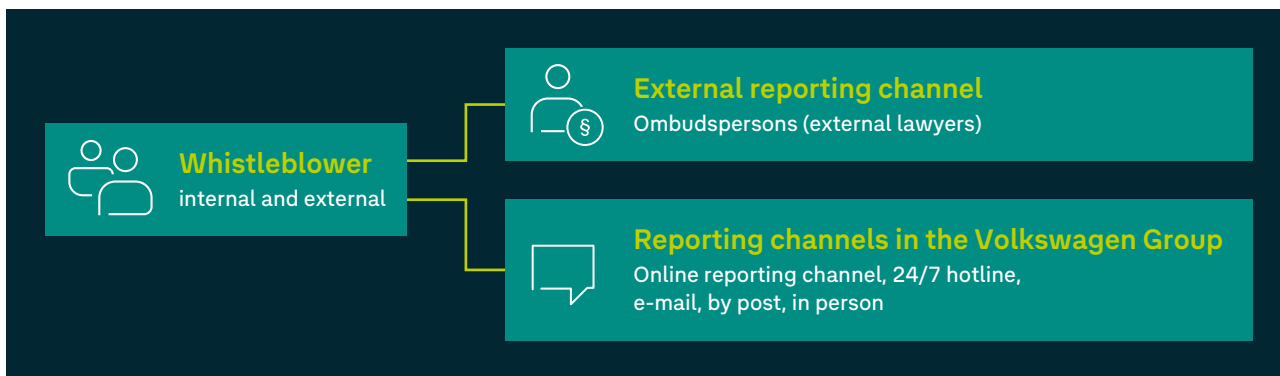 Whistleblower
internal and external
External reporting channel
Ombudspersons (external lawyers)
§
Reporting channels in the Volkswagen Group
Online reporting channel, 24/7 hotline,
e-mail, by post, in person